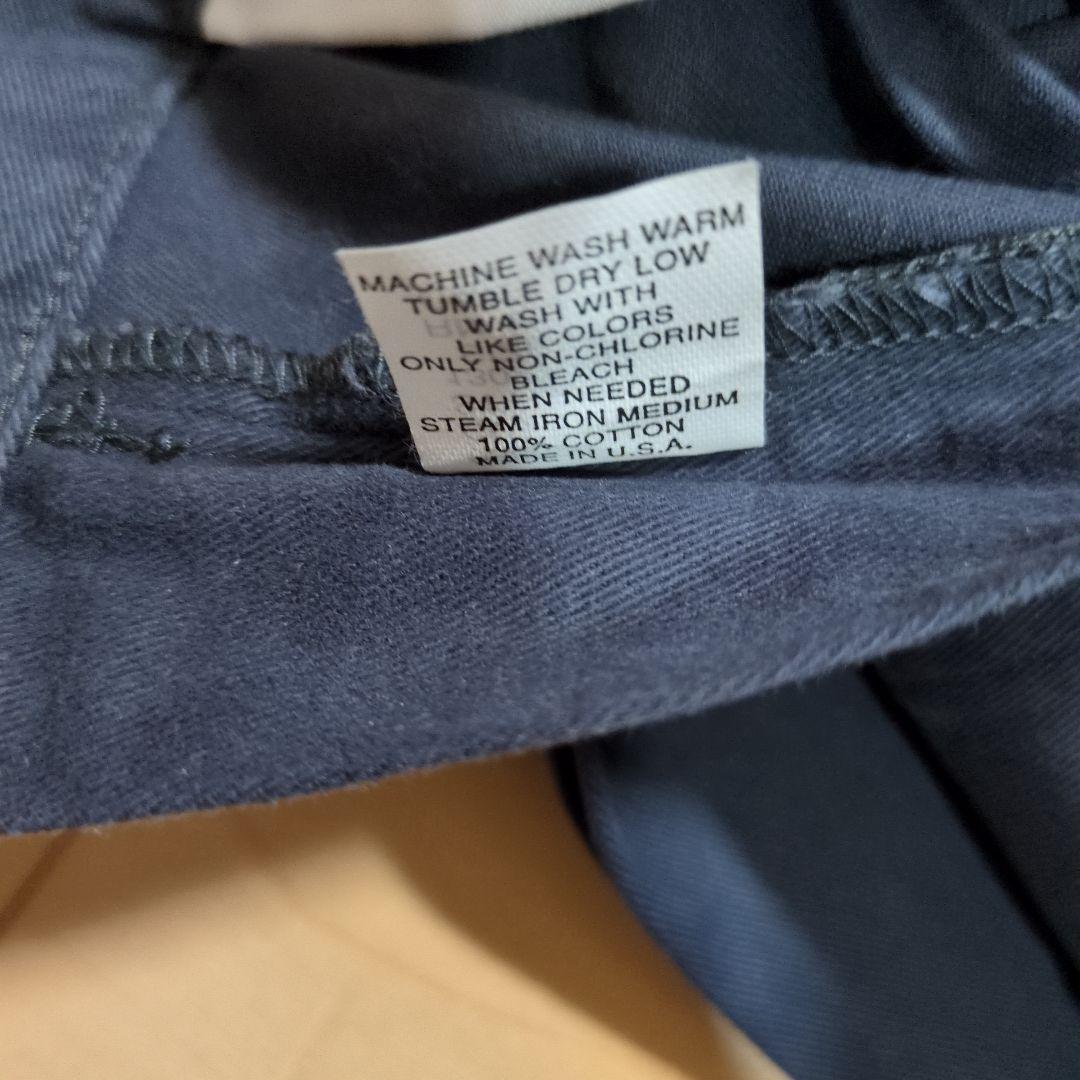 MACHINE WASH WARM
TUMBLE DRY LOW
WASH WITH
LIKE COLORS
ONLY NON-CHLORINE
BLEACH
WHEN NEEDED
STEAM IRON MEDIUM
100% COTTON
MADE IN U.S.A.